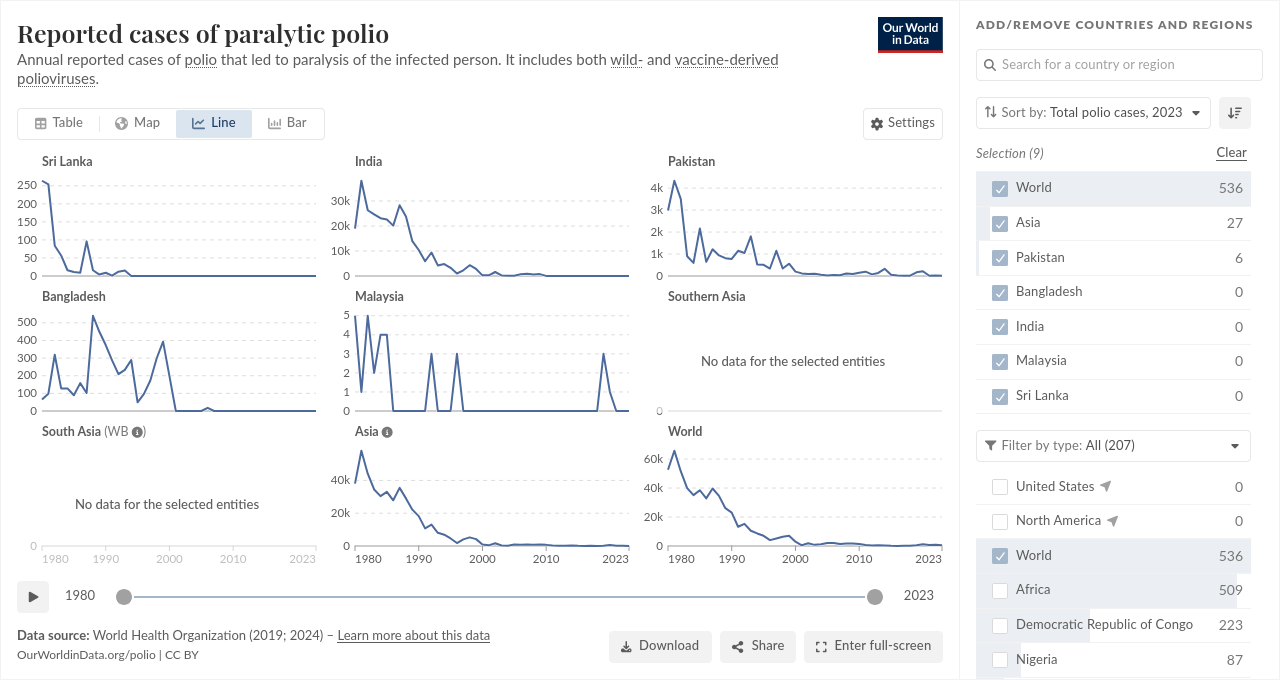 Reported cases of paralytic polio
Our World
in Data
Annual reported cases of polio that led to paralysis of the infected person. It includes both wild- and vaccine-derived
polioviruses.
Table
Map
Line
Bar
Settings
Sri Lanka
250
200
150
100
50
0
India
30k
20k
10k
0
Pakistan
4k
3k
2k
1k
0
Bangladesh
500
400
300
200
100
0
Malaysia
5
4
3
2
1
0
Southern Asia
No data for the selected entities
0
South Asia (WB)
No data for the selected entities
0
1980 1990 2000 2010 2023
Asia
40k
20k
0
1980 1990 2000 2010 2023
World
60k
40k
20k
0
1980 1990 2000 2010 2023
1980
2023
Data source: World Health Organization (2019; 2024) – Learn more about this data
OurWorldinData.org/polio | CC BY
Download
Share
Enter full-screen
ADD/REMOVE COUNTRIES AND REGIONS
Search for a country or region
Sort by: Total polio cases, 2023
Selection (9)
Clear
World 536
Asia 27
Pakistan 6
Bangladesh 0
India 0
Malaysia 0
Sri Lanka 0
Filter by type: All (207)
United States 0
North America 0
World 536
Africa 509
Democratic Republic of Congo 223
Nigeria 87